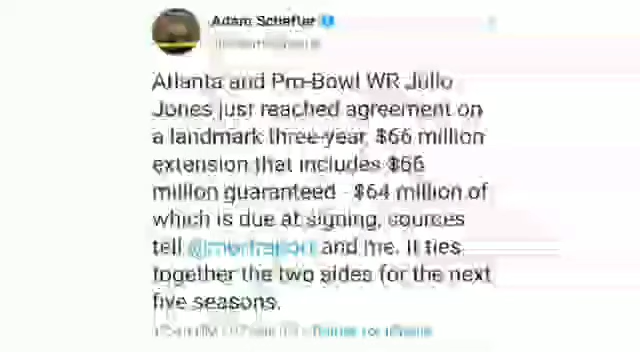 Adam Schefter
Atlanta and Pro-Bowl WR Julio
Jones just reached agreement on
a landmark three-year, $66 million
extension that includes $66
million guaranteed - $64 million of
which is due at signing, sources
tell @mortreport and me. It ties
together the two sides for the next
five seasons.